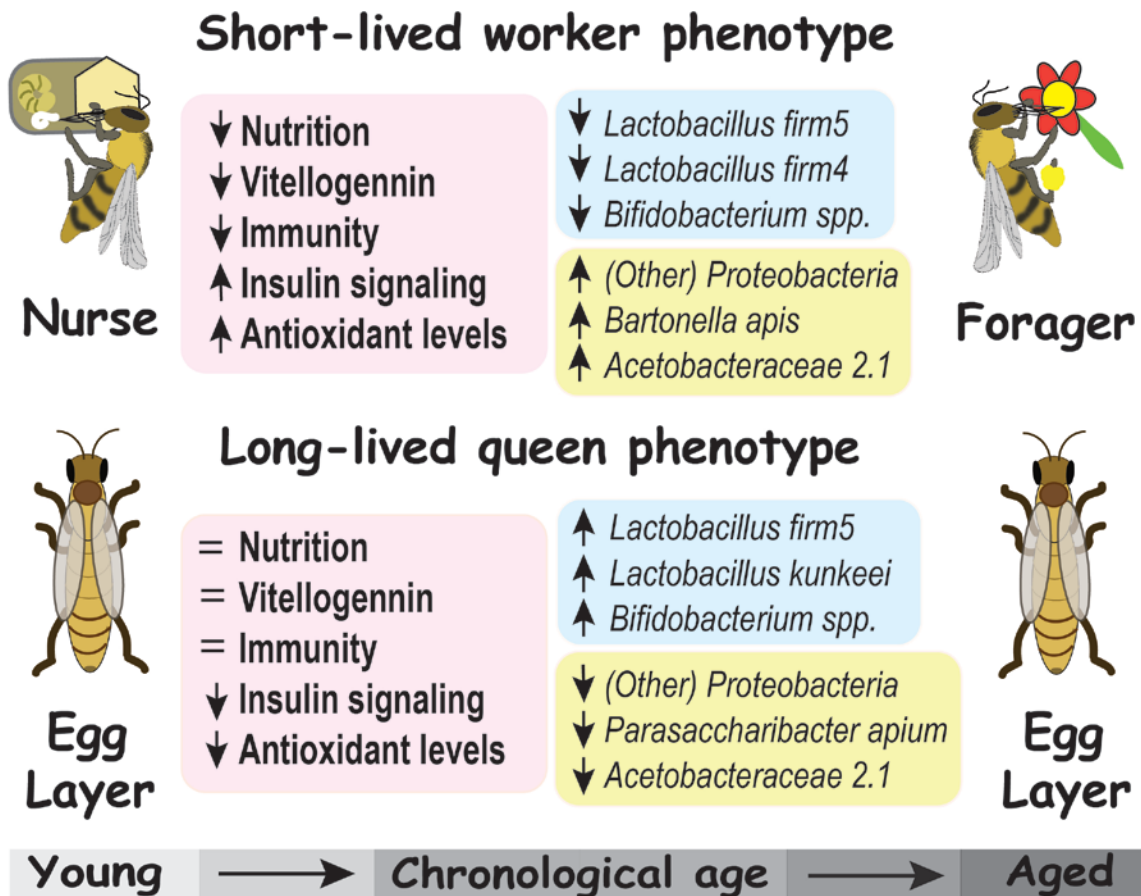 Short-lived worker phenotype
Nurse
↓ Nutrition
↓ Vitellogennin
↓ Immunity
↑ Insulin signaling
↑ Antioxidant levels
↓ Lactobacillus firm5
↓ Lactobacillus firm4
↓ Bifidobacterium spp.
↑ (Other) Proteobacteria
↑ Bartonella apis
↑ Acetobacteraceae 2.1
Forager
Long-lived queen phenotype
Egg
Layer
= Nutrition
= Vitellogennin
= Immunity
↓ Insulin signaling
↓ Antioxidant levels
↑ Lactobacillus firm5
↑ Lactobacillus kunkeei
↑ Bifidobacterium spp.
↓ (Other) Proteobacteria
↓ Parasaccharibacter apium
↓ Acetobacteraceae 2.1
Egg
Layer
Young → Chronological age → Aged